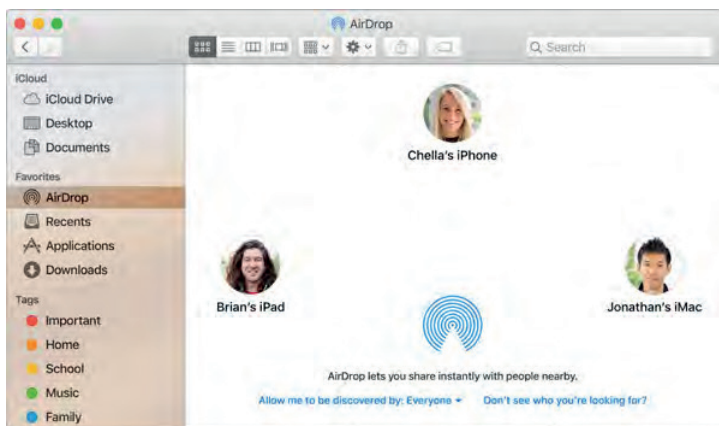 AirDrop
Search
iCloud
iCloud Drive
Desktop
Documents
Favorites
AirDrop
Recents
Applications
Downloads
Tags
Important
Home
School
Music
Family
Chella's iPhone
Brian's iPad
Jonathan's iMac
AirDrop lets you share instantly with people nearby.
Allow me to be discovered by: Everyone Don't see who you're looking for?